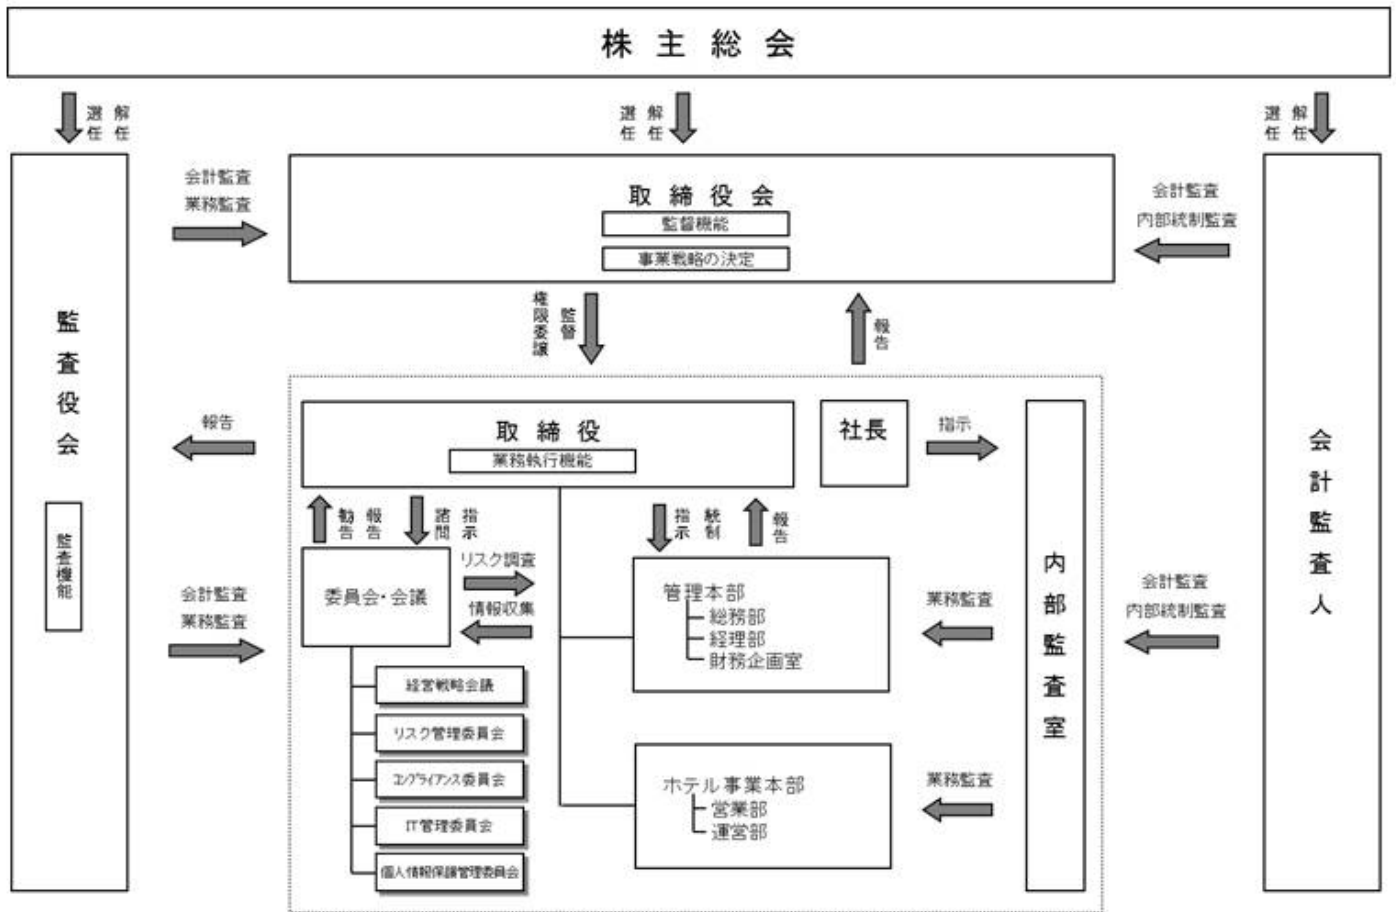 株主総会
選任 解任
選任 解任
選任 解任
監査役会
監査機能
会計監査
業務監査
取締役会
監督機能
事業戦略の決定
会計監査
内部統制監査
会計監査人
権限委譲 監督
報告
報告
取締役
業務執行機能
社長
指示
内部監査室
勧告 報告
諮問 指示
指示 統制
報告
委員会・会議
リスク調査
情報収集
会計監査
業務監査
管理本部
総務部
経理部
財務企画室
業務監査
会計監査
内部統制監査
経営戦略会議
リスク管理委員会
コンプライアンス委員会
IT管理委員会
個人情報保護管理委員会
ホテル事業本部
営業部
運営部
業務監査